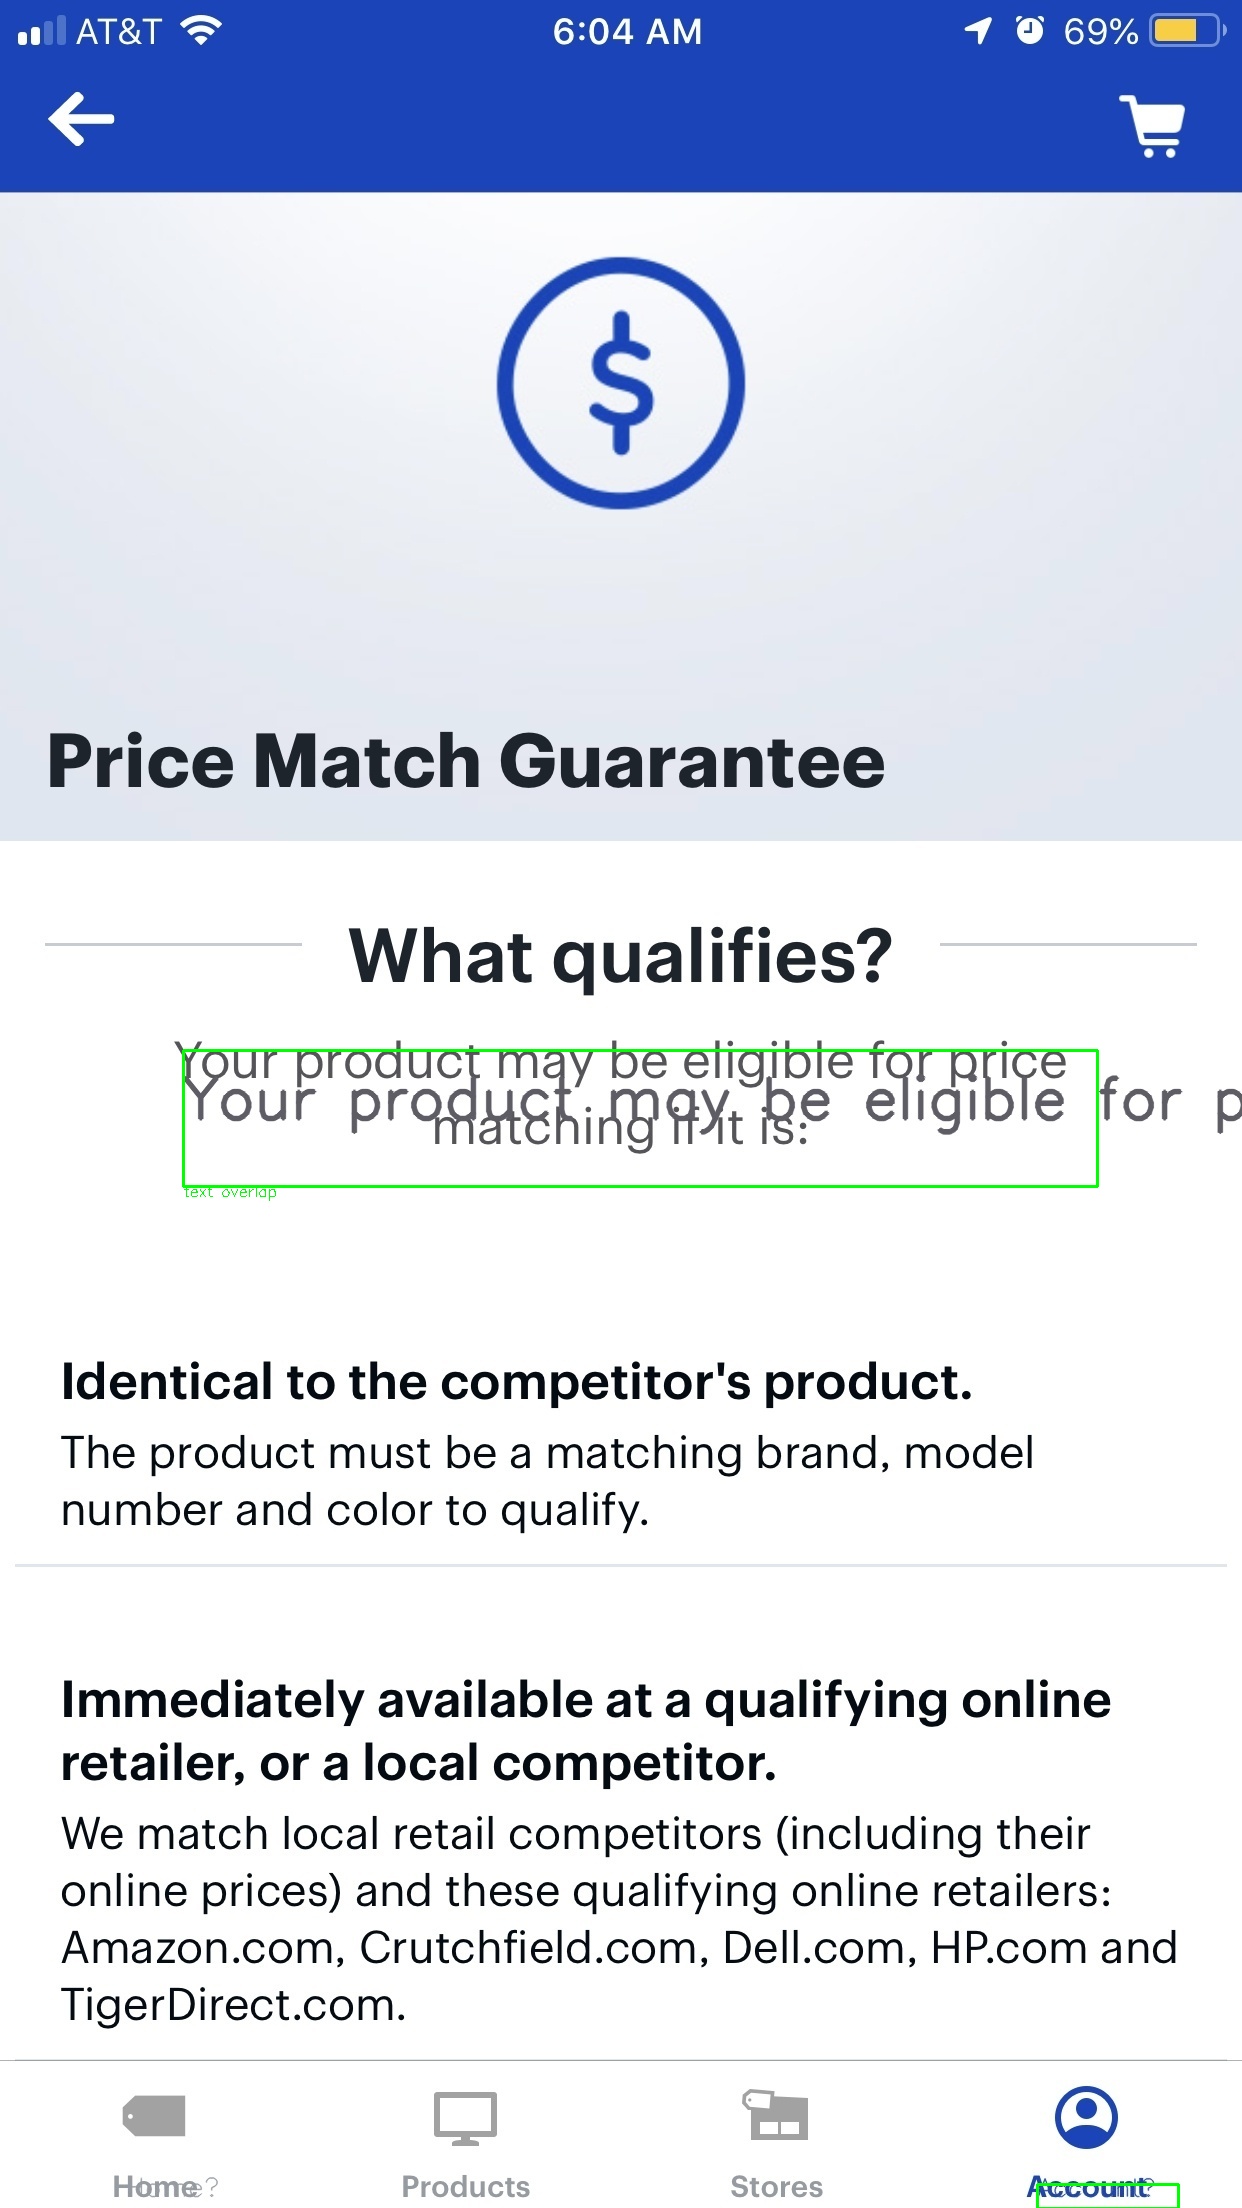 AT&T 6:04 AM 69%
$
Price Match Guarantee
What qualifies?
Your product may be eligible for price
Your product may be eligible for p
matching if it is:
text overlap
Identical to the competitor's product.
The product must be a matching brand, model
number and color to qualify.
Immediately available at a qualifying online
retailer, or a local competitor.
We match local retail competitors (including their
online prices) and these qualifying online retailers:
Amazon.com, Crutchfield.com, Dell.com, HP.com and
TigerDirect.com.
Home Products Stores Account